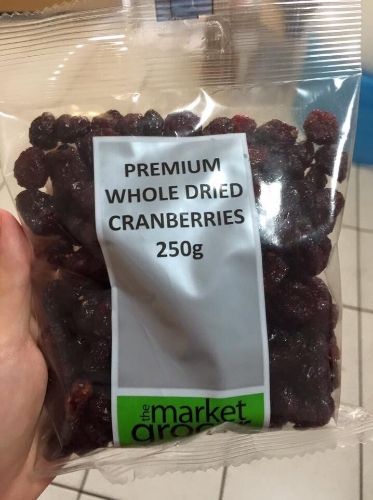 PREMIUM
WHOLE DRIED
CRANBERRIES
250g
the market
grocer